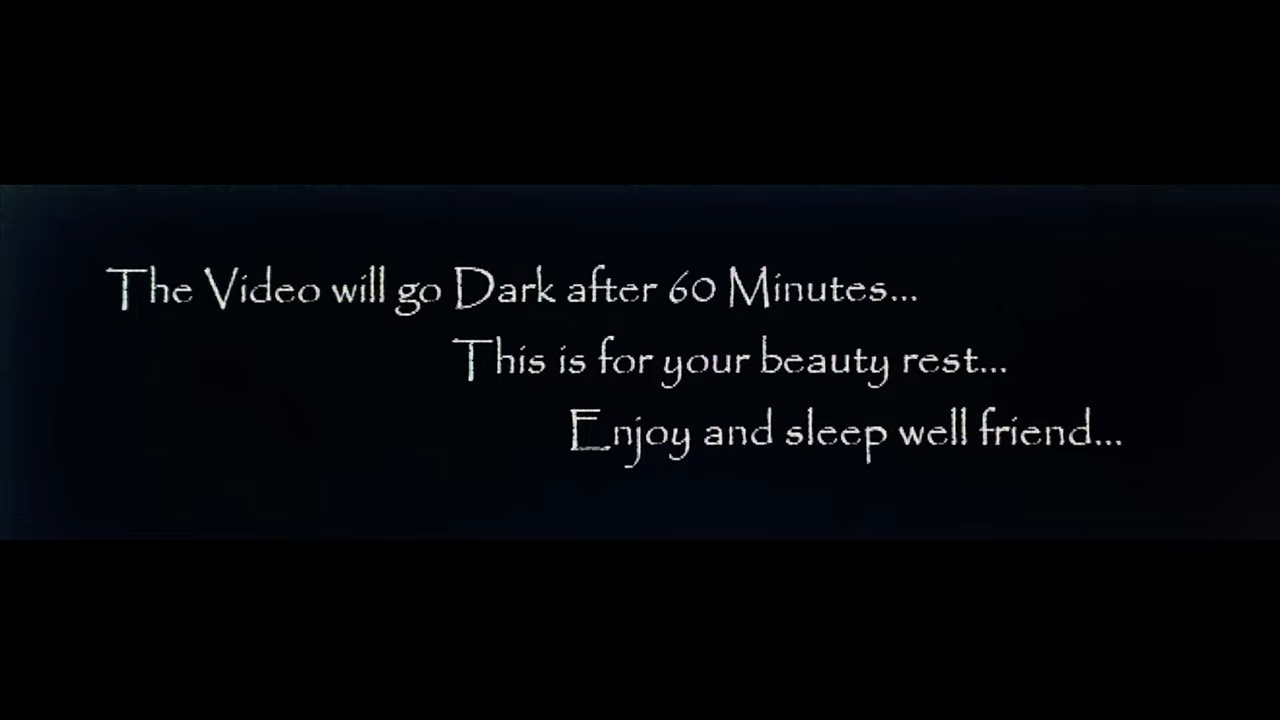 The Video will go Dark after 60 Minutes...
This is for your beauty rest...
Enjoy and sleep well friend...